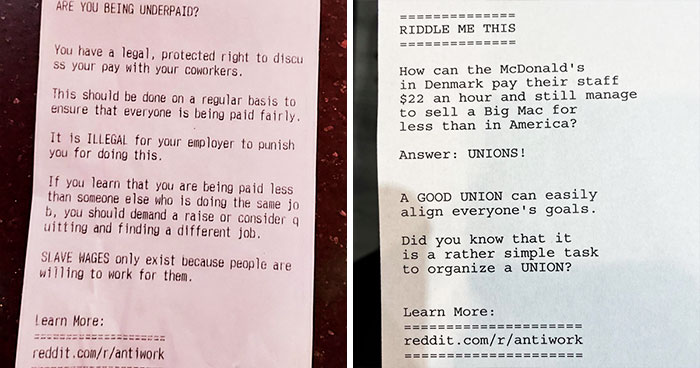 ARE YOU BEING UNDERPAID?
You have a legal, protected right to discu
ss your pay with your coworkers.
This should be done on a regular basis to
ensure that everyone is being paid fairly.
It is ILLEGAL for your employer to punish
you for doing this.
If you learn that you are being paid less
than someone else who is doing the same jo
b, you should demand a raise or consider q
uitting and finding a different job.
SLAVE WAGES only exist because people are
willing to work for them.
Learn More:
=====================
reddit.com/r/antiwork
=====================
==============
RIDDLE ME THIS
==============
How can the McDonald's
in Denmark pay their staff
$22 an hour and still manage
to sell a Big Mac for
less than in America?
Answer: UNIONS!
A GOOD UNION can easily
align everyone's goals.
Did you know that it
is a rather simple task
to organize a UNION?
Learn More:
=====================
reddit.com/r/antiwork
=====================